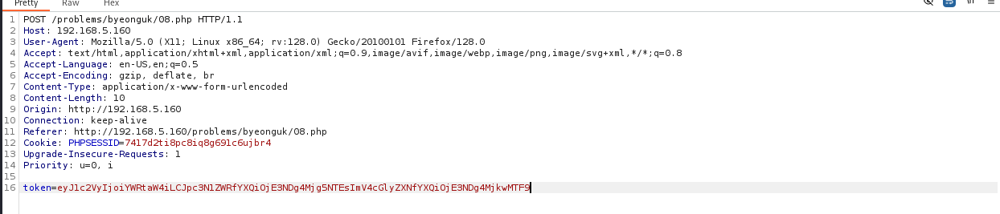 Pretty Raw Hex
1 POST /problems/byeonguk/08.php HTTP/1.1
2 Host: 192.168.5.160
3 User-Agent: Mozilla/5.0 (X11; Linux x86_64; rv:128.0) Gecko/20100101 Firefox/128.0
4 Accept: text/html,application/xhtml+xml,application/xml;q=0.9,image/avif,image/webp,image/png,image/svg+xml,*/*;q=0.8
5 Accept-Language: en-US,en;q=0.5
6 Accept-Encoding: gzip, deflate, br
7 Content-Type: application/x-www-form-urlencoded
8 Content-Length: 10
9 Origin: http://192.168.5.160
10 Connection: keep-alive
11 Referer: http://192.168.5.160/problems/byeonguk/08.php
12 Cookie: PHPSESSID=7417d2ti8pc8iq8g691c6ujbr4
13 Upgrade-Insecure-Requests: 1
14 Priority: u=0, i
15
16 token=eyJ1c2VyIjoiYWRtaW4iLCJpc3N1ZWRfYXQiOjE3NDg4Mjg5NTEsImV4cGlyZXNfYXQiOjE3NDg4MjkwMTF9